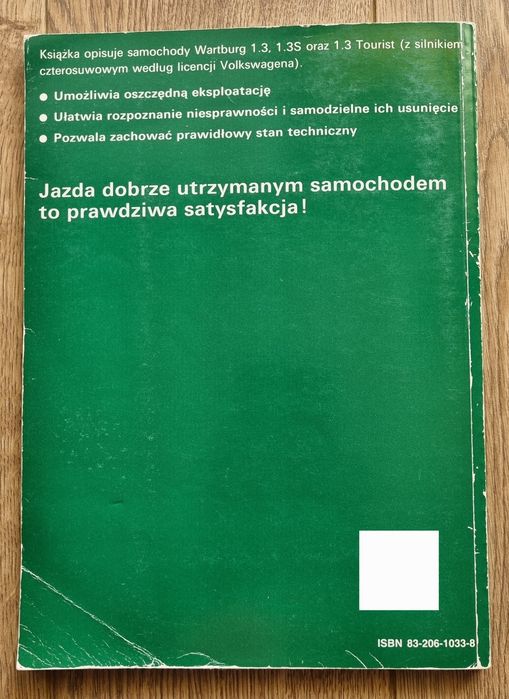 Książka opisuje samochody Wartburg 1.3, 1.3S oraz 1.3 Tourist (z silnikiem
czterosuwowym według licencji Volkswagena).
● Umożliwia oszczędną eksploatację
● Ułatwia rozpoznanie niesprawności i samodzielne ich usunięcie
● Pozwala zachować prawidłowy stan techniczny
Jazda dobrze utrzymanym samochodem
to prawdziwa satysfakcja!
ISBN 83-206-1033-8